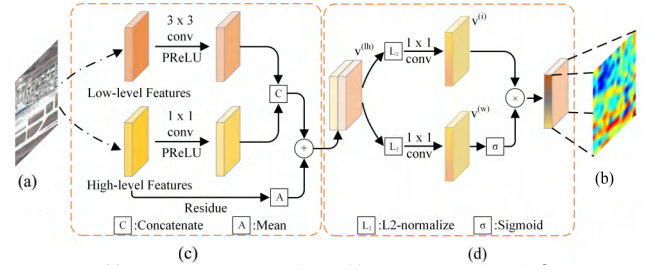 3 x 3
conv
PReLU
Low-level Features
1 x 1
conv
PReLU
High-level Features
Residue
C
A
+
C :Concatenate
A :Mean
(a)
(c)
v(lh)
L2
1 x 1
conv
v(i)
L2
1 x 1
conv
v(w)
σ
×
L2 :L2-normalize
σ :Sigmoid
(b)
(d)